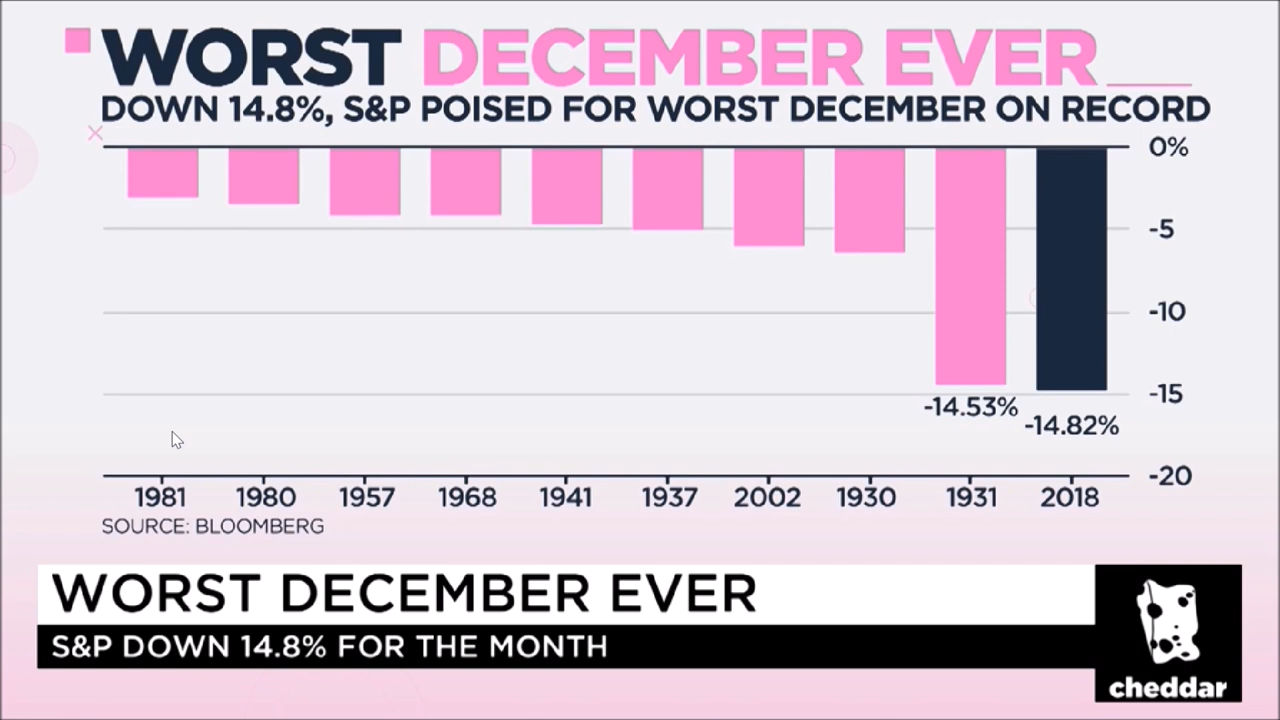 WORST DECEMBER EVER
DOWN 14.8%, S&P POISED FOR WORST DECEMBER ON RECORD
0%
-5
-10
-15
-14.53%
-14.82%
-20
1981 1980 1957 1968 1941 1937 2002 1930 1931 2018
SOURCE: BLOOMBERG
WORST DECEMBER EVER
S&P DOWN 14.8% FOR THE MONTH
cheddar